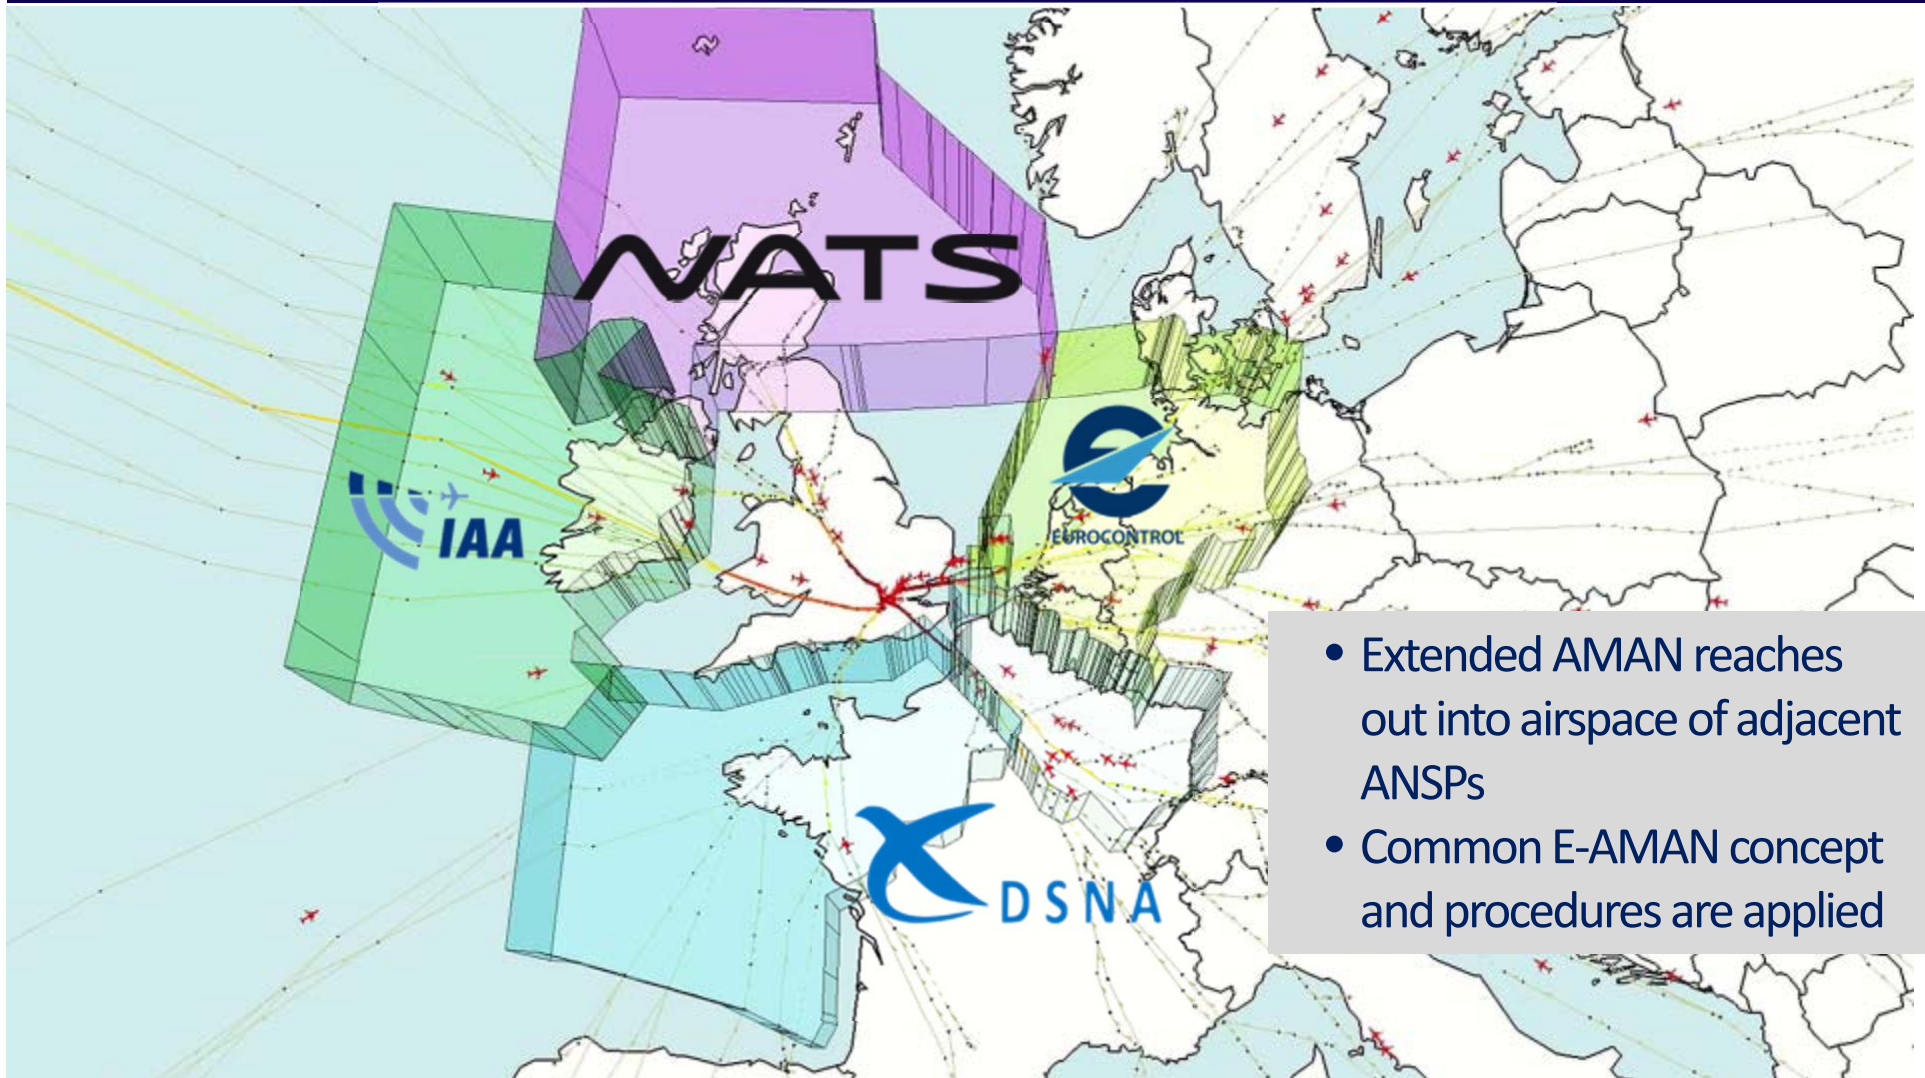 NATS
IAA
EUROCONTROL
DSNA
• Extended AMAN reaches
out into airspace of adjacent
ANSPs
• Common E-AMAN concept
and procedures are applied